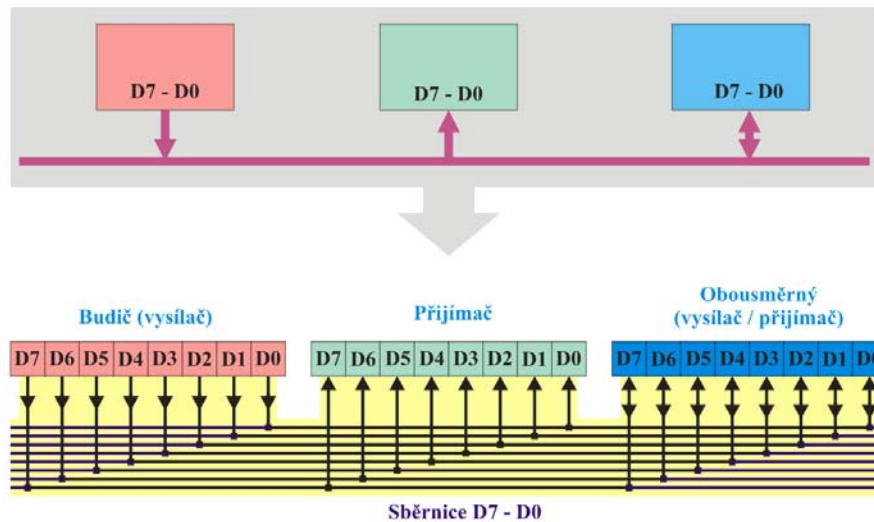 D7 - D0
D7 - D0
D7 - D0
Budič (vysílač)
Přijímač
Obousměrný
(vysílač / přijímač)
D7 D6 D5 D4 D3 D2 D1 D0
D7 D6 D5 D4 D3 D2 D1 D0
D7 D6 D5 D4 D3 D2 D1 D0
Sběrnice D7 - D0